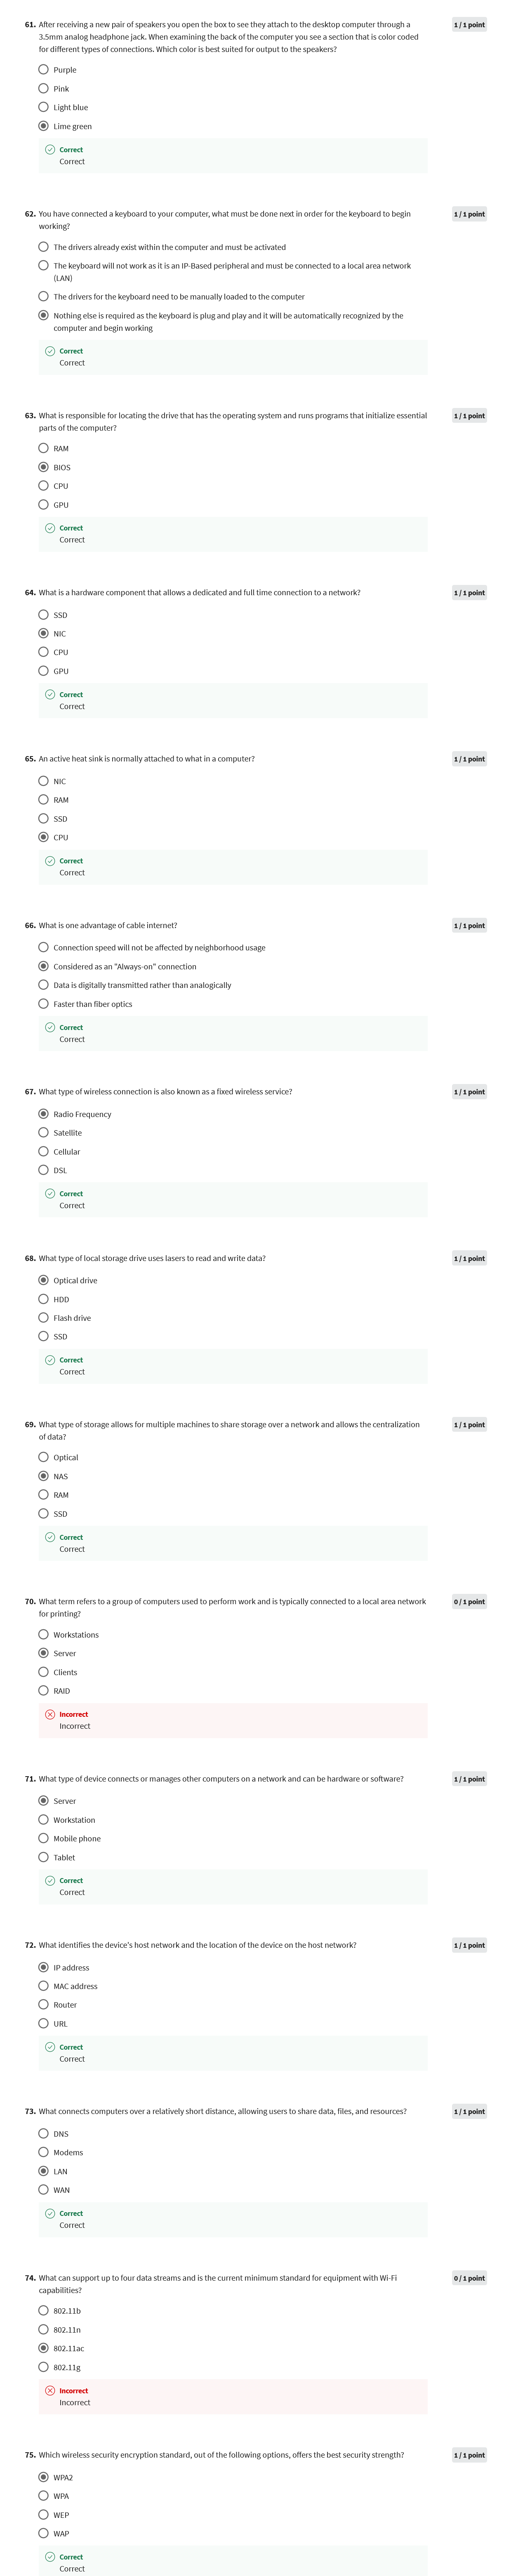 61. After receiving a new pair of speakers you open the box to see they attach to the desktop computer through a 1 / 1 point
3.5mm analog headphone jack. When examining the back of the computer you see a section that is color coded
for different types of connections. Which color is best suited for output to the speakers?
Purple
Pink
Light blue
Lime green
Correct
Correct
62. You have connected a keyboard to your computer, what must be done next in order for the keyboard to begin 1 / 1 point
working?
The drivers already exist within the computer and must be activated
The keyboard will not work as it is an IP-Based peripheral and must be connected to a local area network
(LAN)
The drivers for the keyboard need to be manually loaded to the computer
Nothing else is required as the keyboard is plug and play and it will be automatically recognized by the
computer and begin working
Correct
Correct
63. What is responsible for locating the drive that has the operating system and runs programs that initialize essential 1 / 1 point
parts of the computer?
RAM
BIOS
CPU
GPU
Correct
Correct
64. What is a hardware component that allows a dedicated and full time connection to a network? 1 / 1 point
SSD
NIC
CPU
GPU
Correct
Correct
65. An active heat sink is normally attached to what in a computer? 1 / 1 point
NIC
RAM
SSD
CPU
Correct
Correct
66. What is one advantage of cable internet? 1 / 1 point
Connection speed will not be affected by neighborhood usage
Considered as an "Always-on" connection
Data is digitally transmitted rather than analogically
Faster than fiber optics
Correct
Correct
67. What type of wireless connection is also known as a fixed wireless service? 1 / 1 point
Radio Frequency
Satellite
Cellular
DSL
Correct
Correct
68. What type of local storage drive uses lasers to read and write data? 1 / 1 point
Optical drive
HDD
Flash drive
SSD
Correct
Correct
69. What type of storage allows for multiple machines to share storage over a network and allows the centralization 1 / 1 point
of data?
Optical
NAS
RAM
SSD
Correct
Correct
70. What term refers to a group of computers used to perform work and is typically connected to a local area network 0 / 1 point
for printing?
Workstations
Server
Clients
RAID
Incorrect
Incorrect
71. What type of device connects or manages other computers on a network and can be hardware or software? 1 / 1 point
Server
Workstation
Mobile phone
Tablet
Correct
Correct
72. What identifies the device's host network and the location of the device on the host network? 1 / 1 point
IP address
MAC address
Router
URL
Correct
Correct
73. What connects computers over a relatively short distance, allowing users to share data, files, and resources? 1 / 1 point
DNS
Modems
LAN
WAN
Correct
Correct
74. What can support up to four data streams and is the current minimum standard for equipment with Wi-Fi 0 / 1 point
capabilities?
802.11b
802.11n
802.11ac
802.11g
Incorrect
Incorrect
75. Which wireless security encryption standard, out of the following options, offers the best security strength? 1 / 1 point
WPA2
WPA
WEP
WAP
Correct
Correct